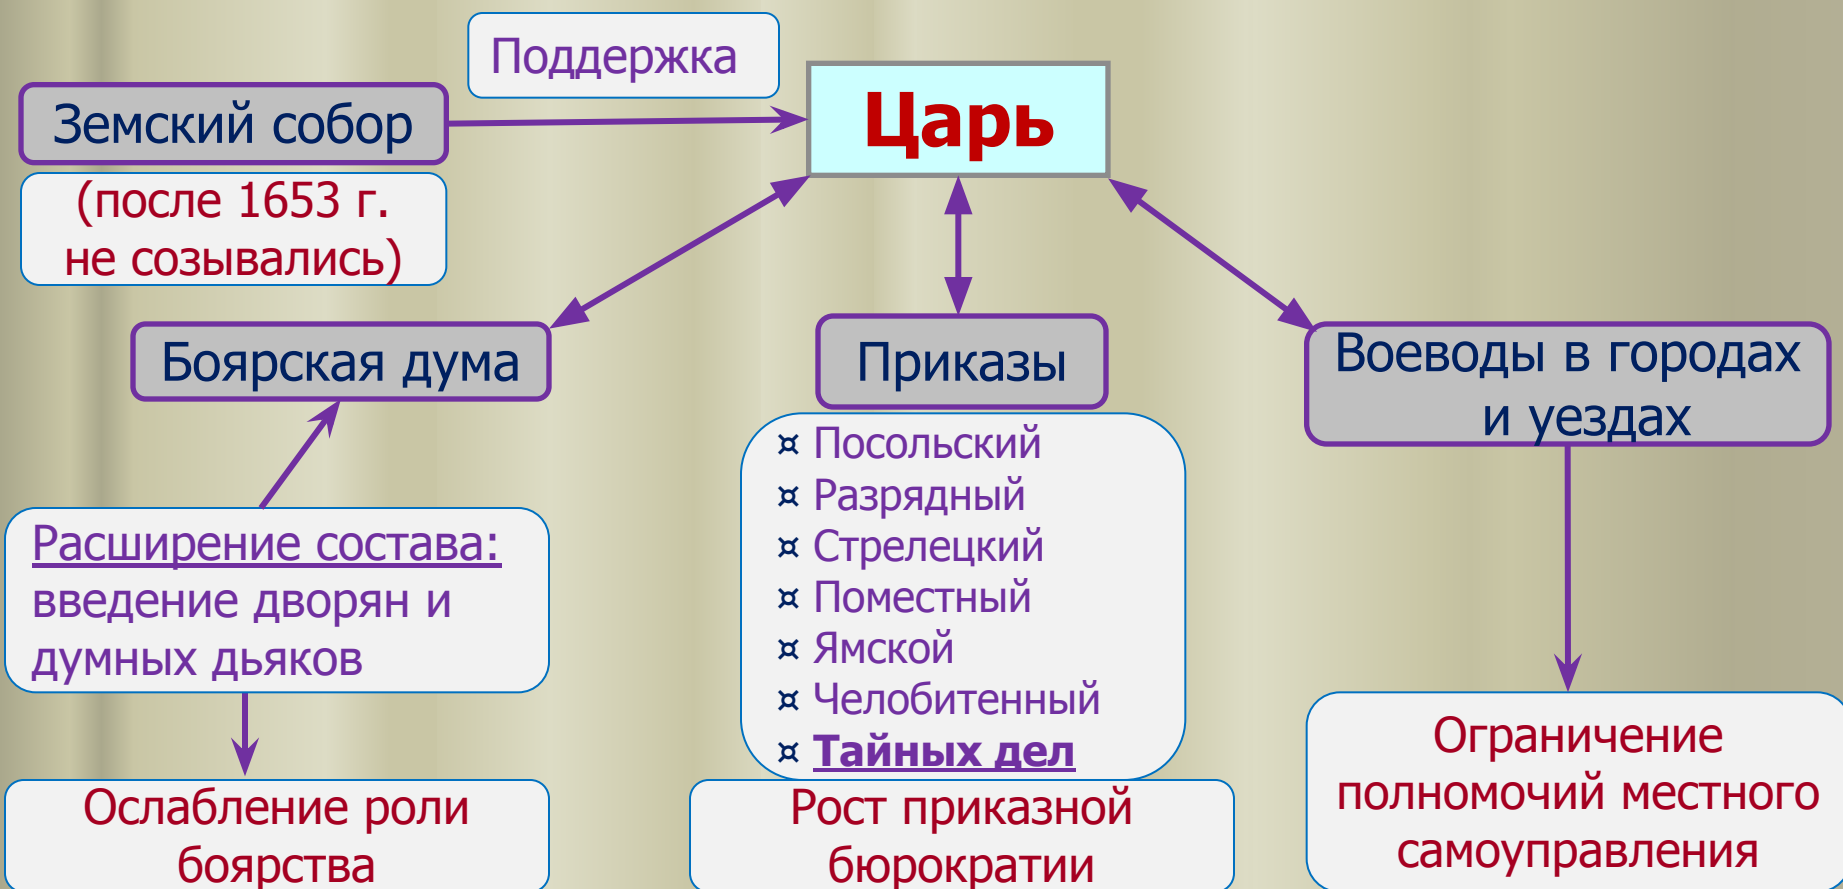 Поддержка
Царь
Земский собор
(после 1653 г.
не созывались)
Боярская дума
Приказы
Воеводы в городах
и уездах
¤ Посольский
¤ Разрядный
¤ Стрелецкий
¤ Поместный
¤ Ямской
¤ Челобитенный
¤ Тайных дел
Расширение состава:
введение дворян и
думных дьяков
Ослабление роли
боярства
Рост приказной
бюрократии
Ограничение
полномочий местного
самоуправления